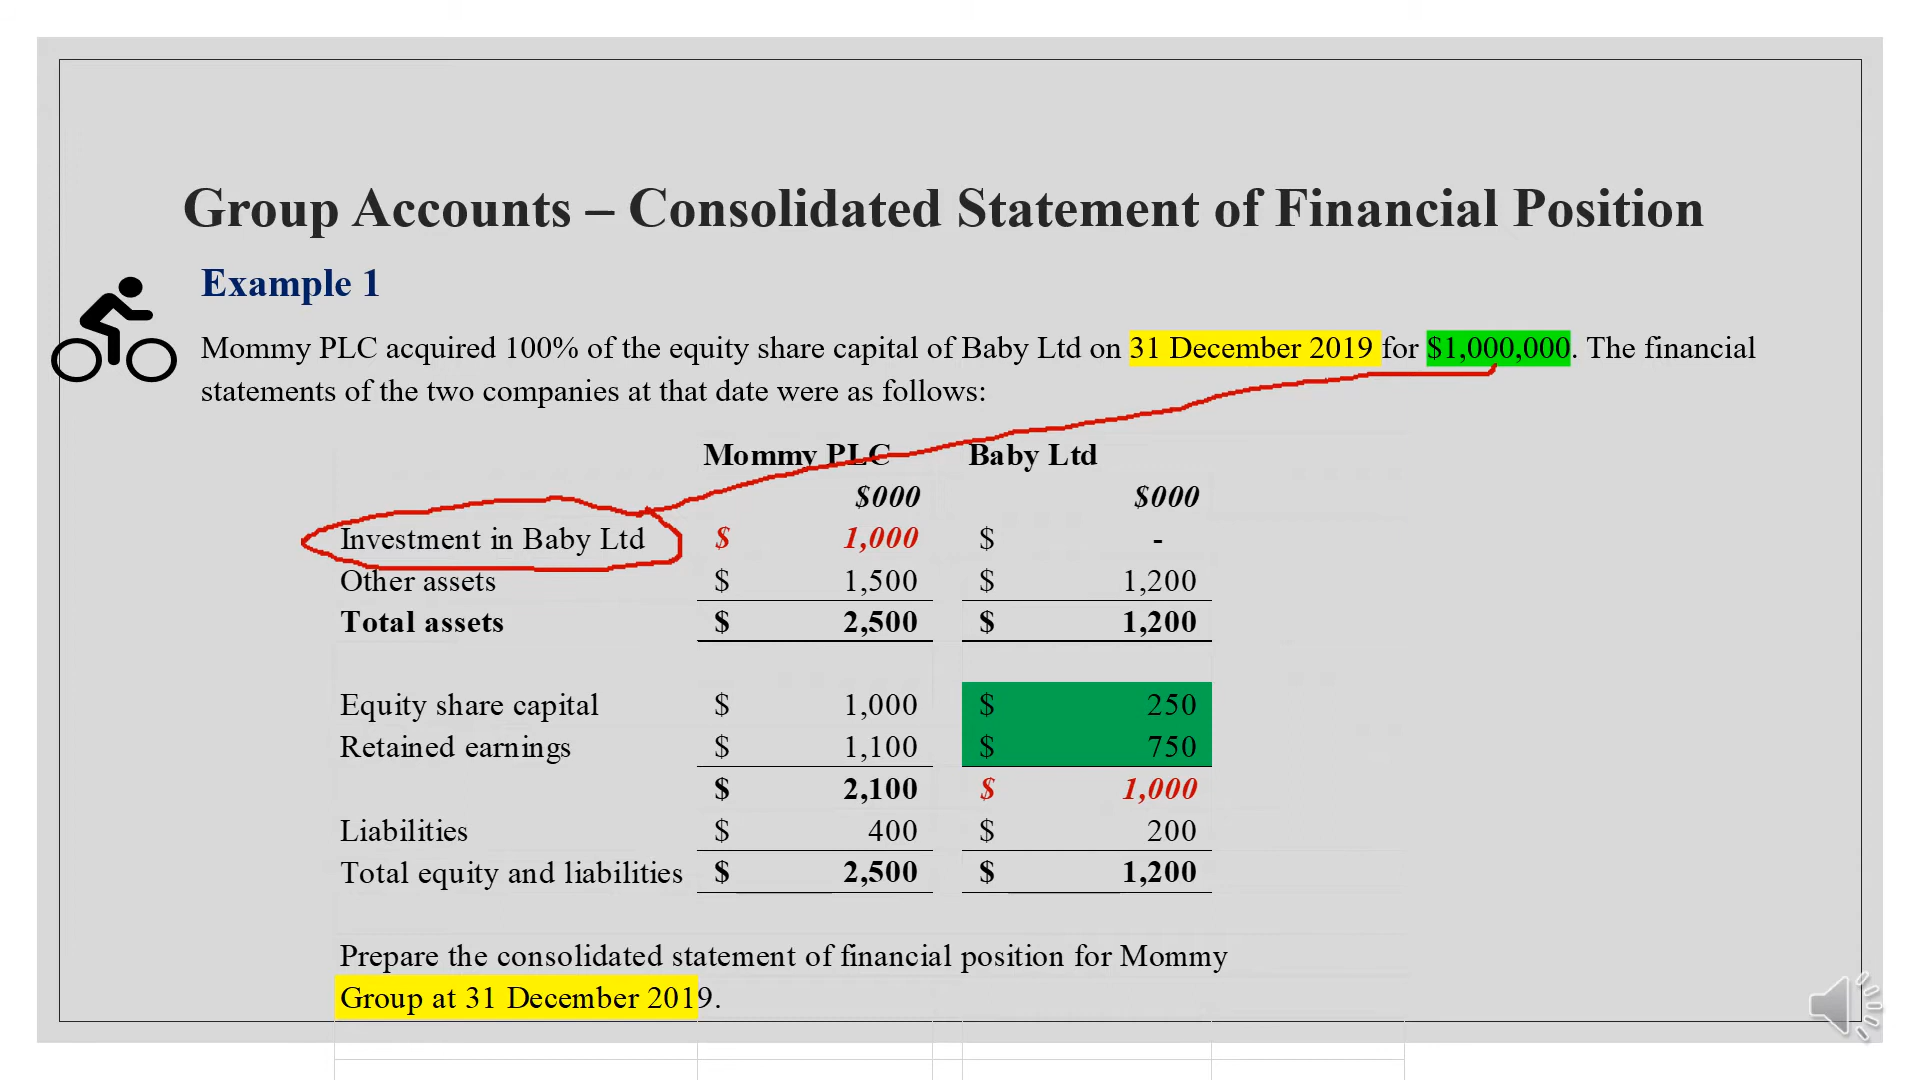 Group Accounts – Consolidated Statement of Financial Position
Example 1
Mommy PLC acquired 100% of the equity share capital of Baby Ltd on 31 December 2019 for $1,000,000. The financial
statements of the two companies at that date were as follows:
Mommy PLC Baby Ltd
$000 $000
Investment in Baby Ltd $ 1,000 $ -
Other assets $ 1,500 $ 1,200
Total assets $ 2,500 $ 1,200
Equity share capital $ 1,000 $ 250
Retained earnings $ 1,100 $ 750
$ 2,100 $ 1,000
Liabilities $ 400 $ 200
Total equity and liabilities $ 2,500 $ 1,200
Prepare the consolidated statement of financial position for Mommy
Group at 31 December 2019.